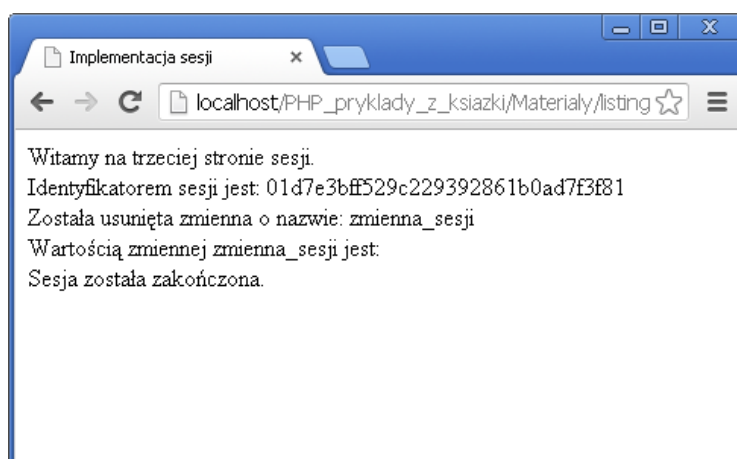 Implementacja sesji
localhost/PHP_pryklady_z_ksiazki/Materialy/listing
Witamy na trzeciej stronie sesji.
Identyfikatorem sesji jest: 01d7e3bff529c229392861b0ad7f3f81
Została usunięta zmienna o nazwie: zmienna_sesji
Wartością zmiennej zmienna_sesji jest:
Sesja została zakończona.